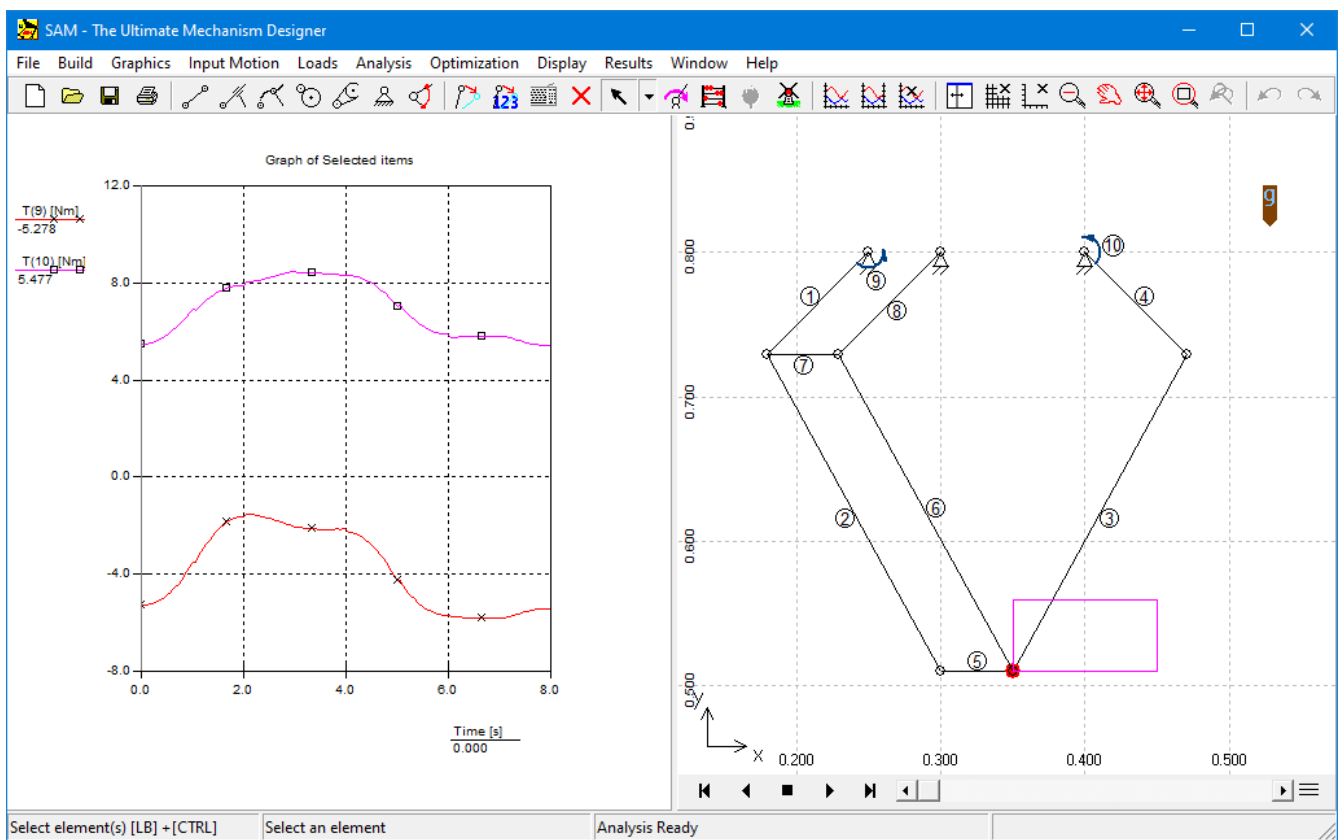 SAM - The Ultimate Mechanism Designer
File Build Graphics Input Motion Loads Analysis Optimization Display Results Window Help
123
Graph of Selected items
T(9) [Nm]
-5.278
T(10) [Nm]
5.477
12.0
8.0
4.0
0.0
-4.0
-8.0
0.0 2.0 4.0 6.0 8.0
Time [s]
0.000
g
0.800
0.700
0.600
0.500
1
9
8
10
4
7
2
6
3
5
y
x
0.200 0.300 0.400 0.500
Select element(s) [LB] +[CTRL] Select an element Analysis Ready